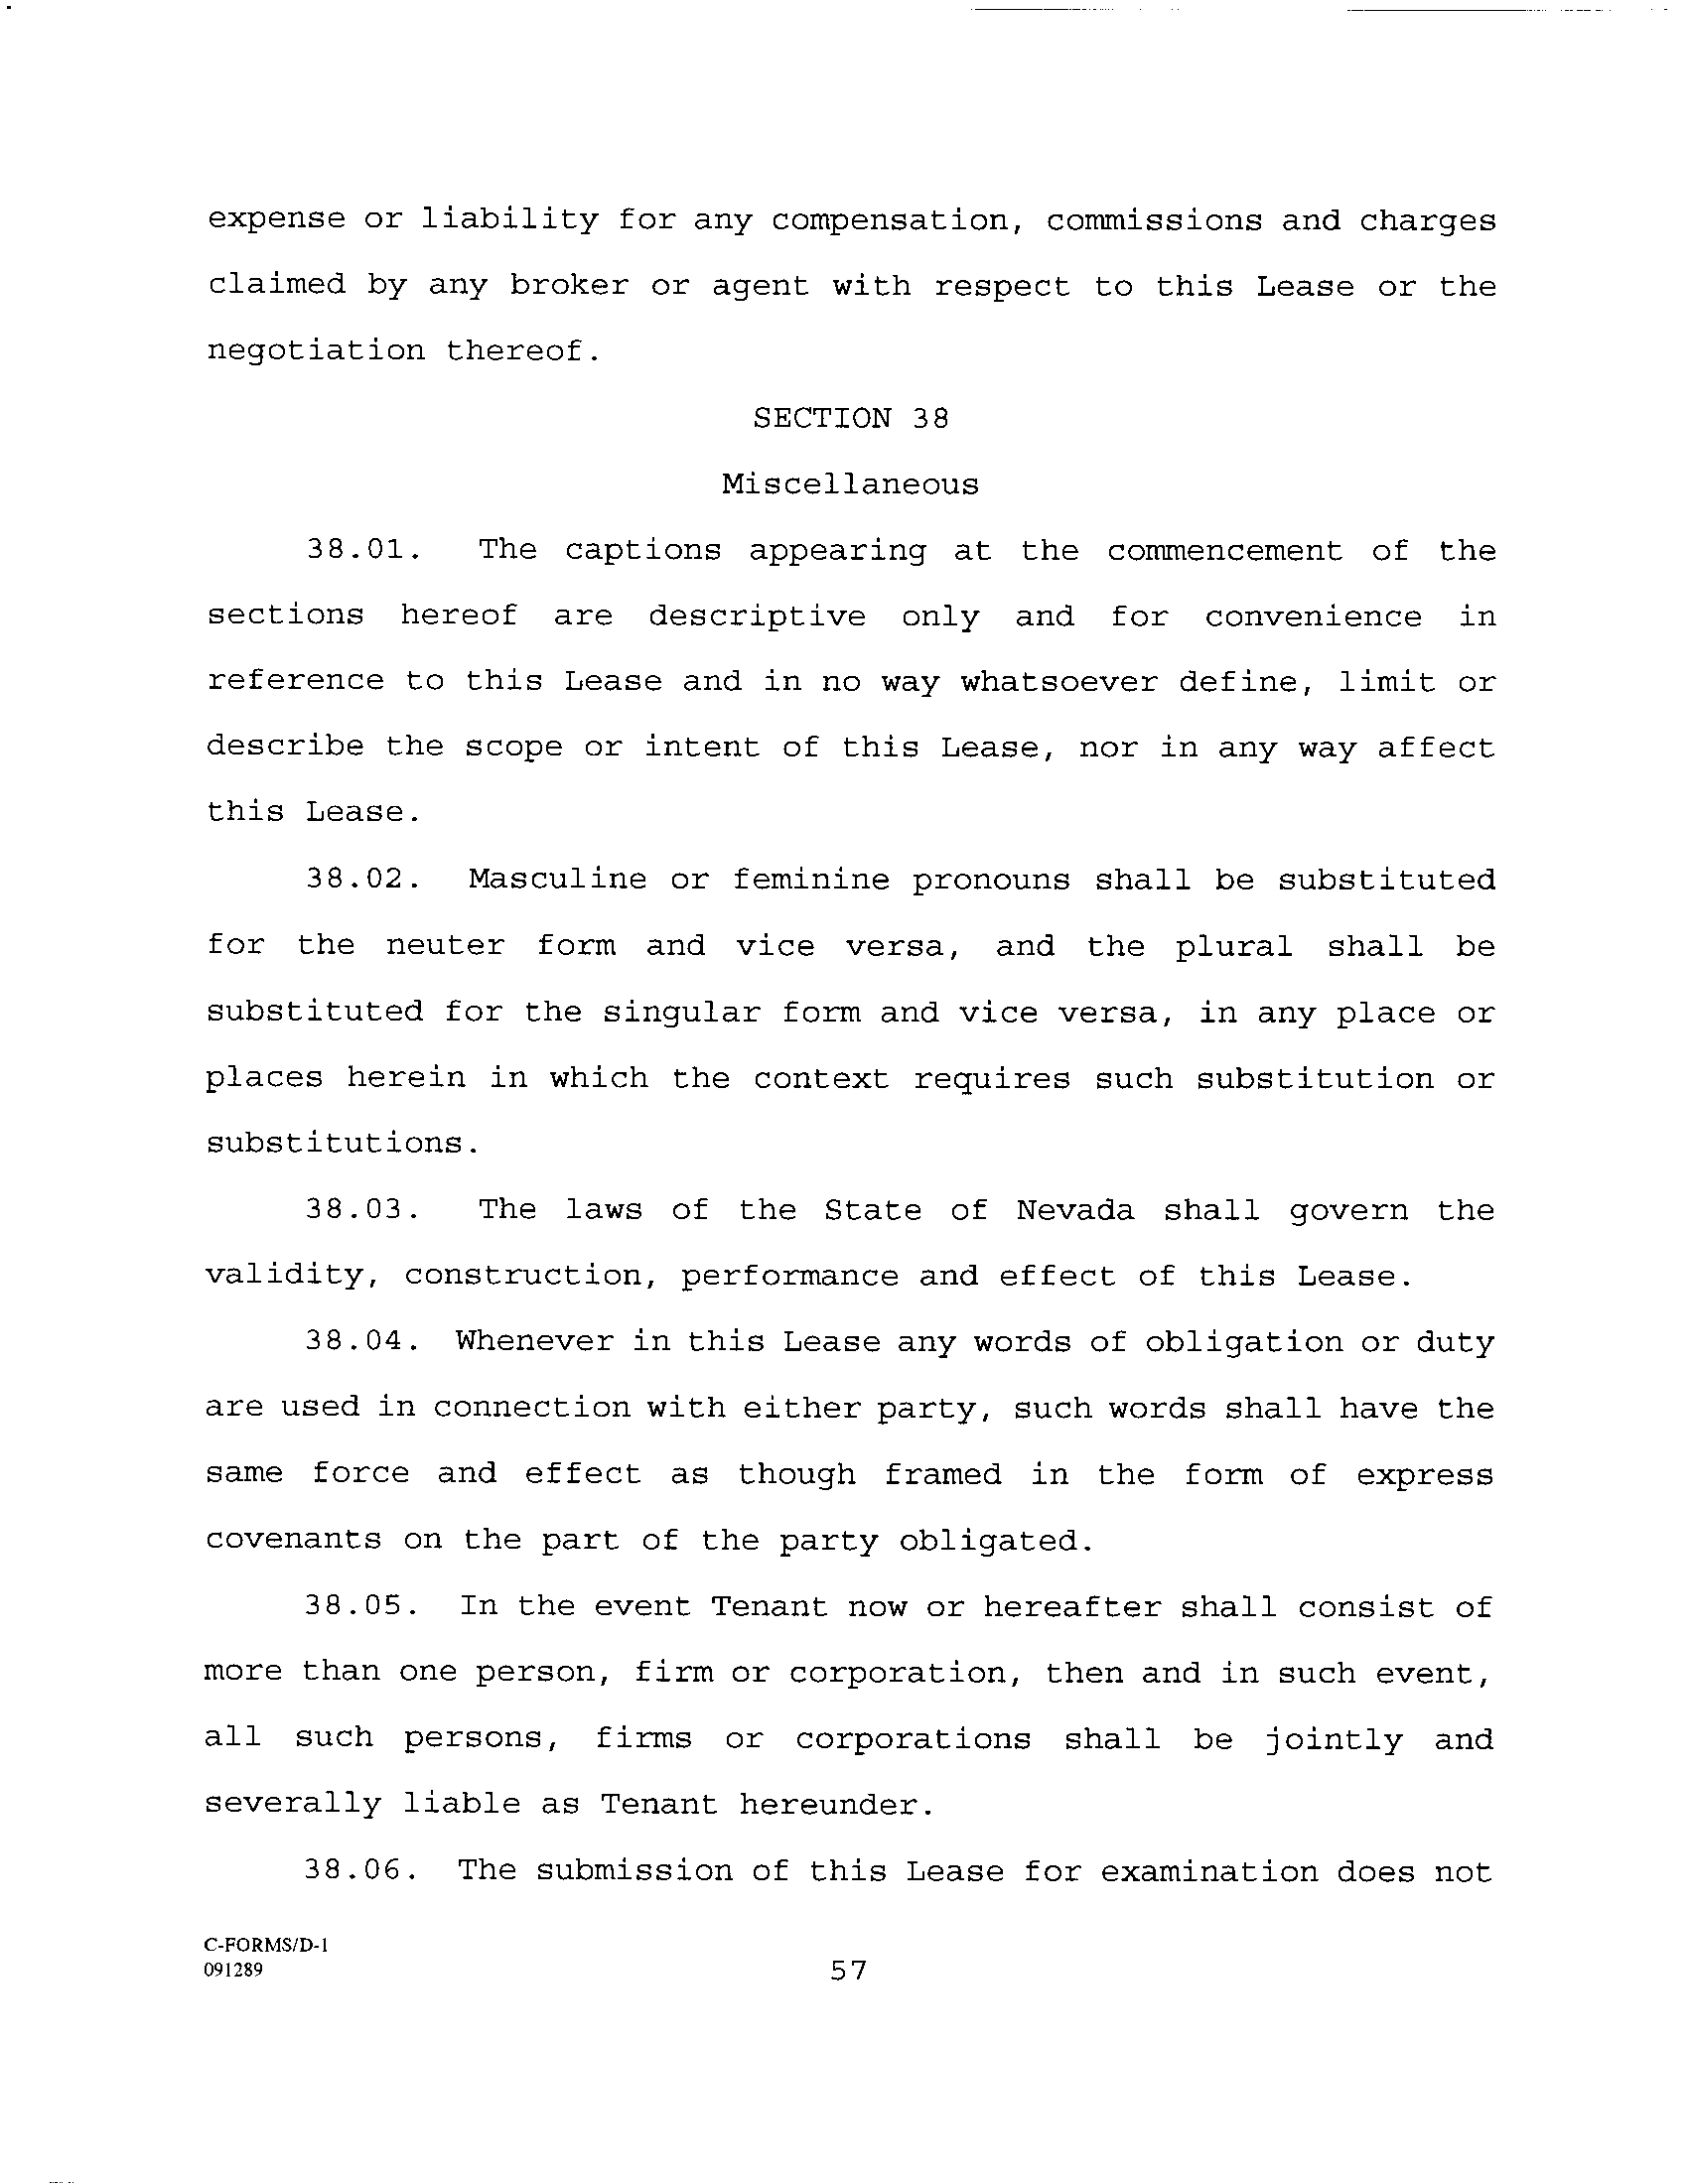 expense or liability for any compensation, commissions and charges
claimed by any broker or agent with respect to this Lease or the
negotiation thereof.
SECTION 38
Miscellaneous
38.01. The captions appearing at the commencement of the
sections hereof are descriptive only and for convenience in
reference to this Lease and in no way whatsoever define, limit or
describe the scope or intent of this Lease, nor in any way affect
this Lease.
38.02. Masculine or feminine pronouns shall be substituted
for the neuter form and vice versa, and the plural shall be
substituted for the singular form and vice versa, in any place or
places herein in which the context requires such substitution or
substitutions.
38.03. The laws of the State of Nevada shall govern the
validity, construction, performance and effect of this Lease.
38.04. Whenever in this Lease any words of obligation or duty
are used in connection with either party, such words shall have the
same force and effect as though framed in the form of express
covenants on the part of the party obligated.
38.05. In the event Tenant now or hereafter shall consist of
more than one person, firm or corporation, then and in such event,
all such persons, firms or corporations shall be jointly and
severally liable as Tenant hereunder.
38.06. The submission of this Lease for examination does not
C-FORMS/D-1
091289
57